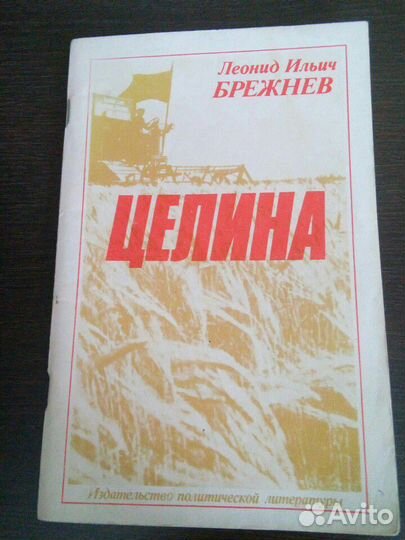 Леонид Ильич
БРЕЖНЕВ
ЦЕЛИНА
Издательство политической литературы
Avito